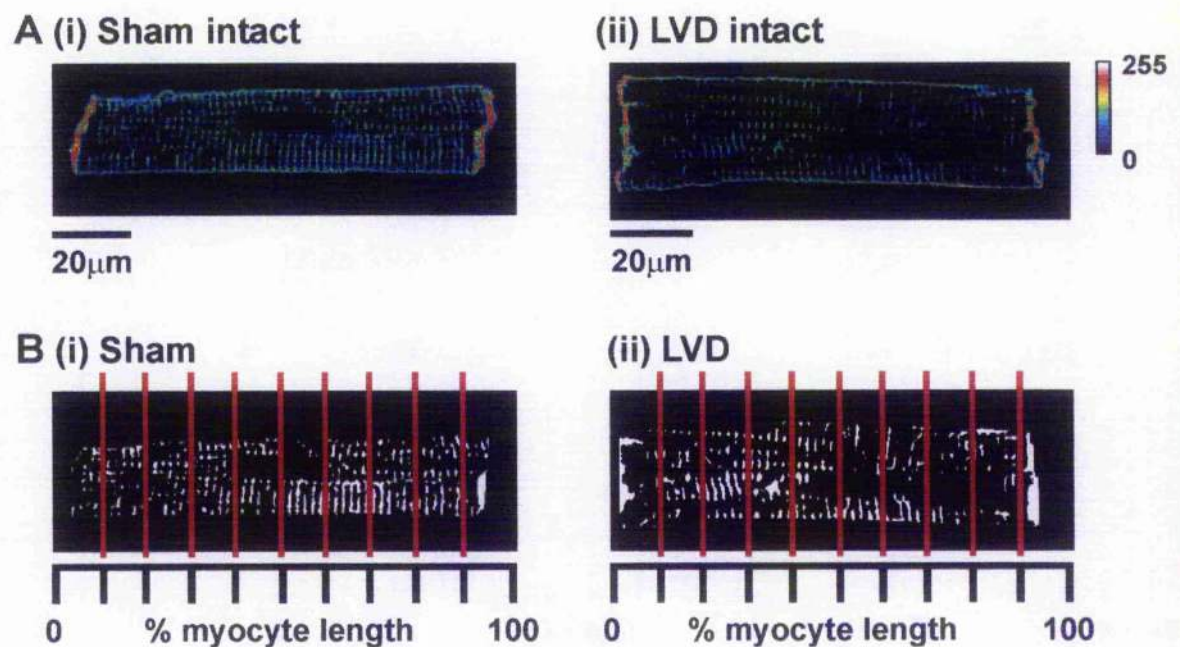 A (i) Sham intact
(ii) LVD intact
255
0
20μm
20μm
B (i) Sham
(ii) LVD
0 % myocyte length 100
0 % myocyte length 100